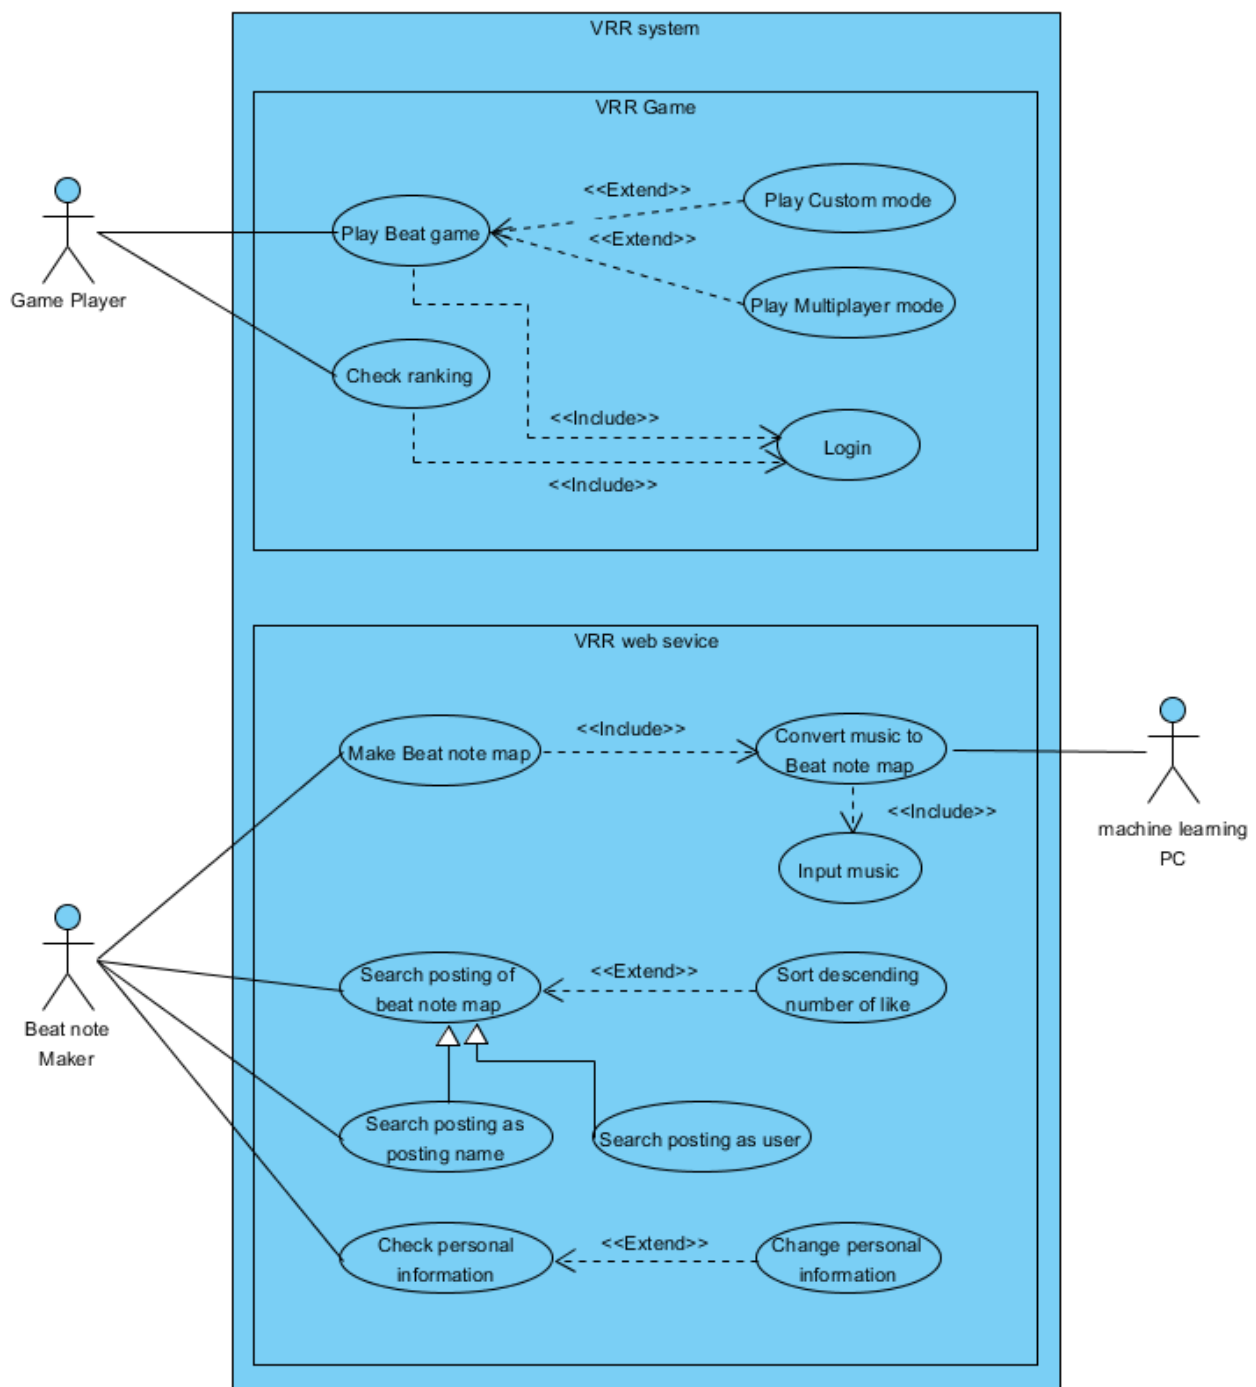 VRR system
VRR Game
<<Extend>>
Play Custom mode
Play Beat game
<<Extend>>
Game Player
Play Multiplayer mode
Check ranking
<<Include>>
Login
<<Include>>
VRR web sevice
Make Beat note map
<<Include>>
Convert music to
Beat note map
<<Include>>
machine learning
PC
Input music
Beat note
Maker
Search posting of
beat note map
<<Extend>>
Sort descending
number of like
Search posting as
posting name
Search posting as user
Check personal
information
<<Extend>>
Change personal
information